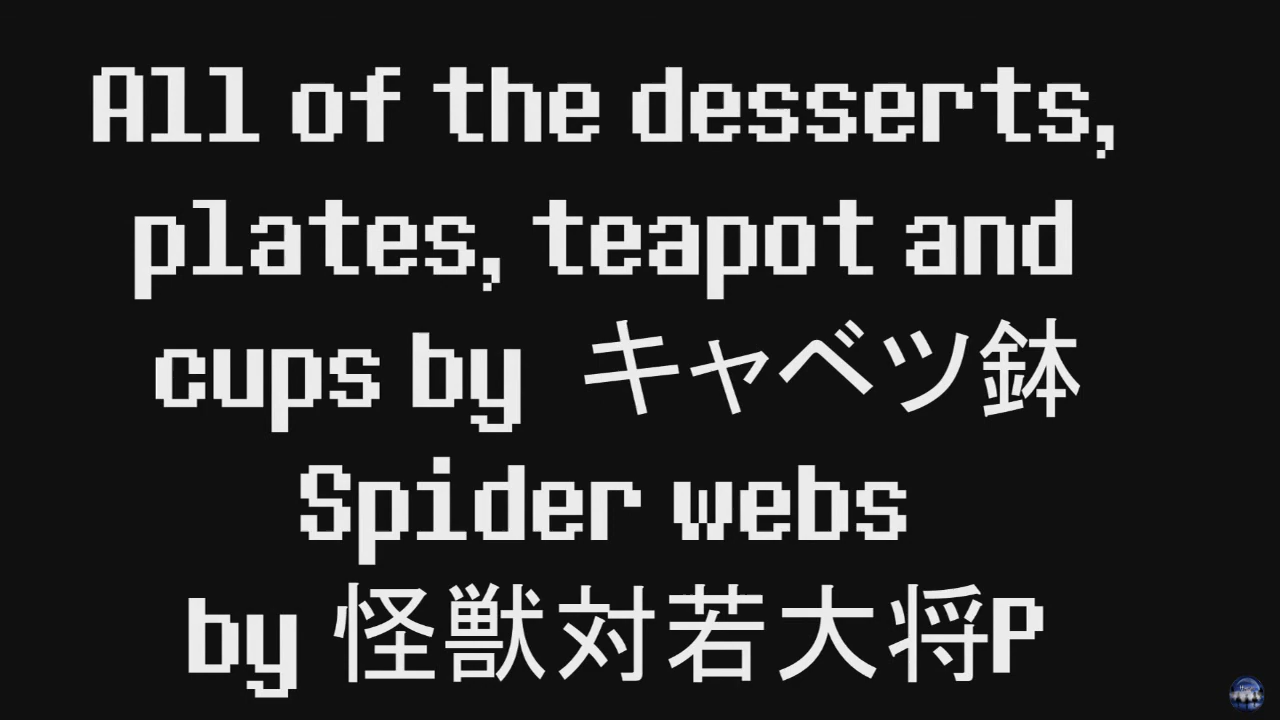 All of the desserts,
plates, teapot and
cups by キャベツ鉢
Spider webs
by 怪獣対若大将P